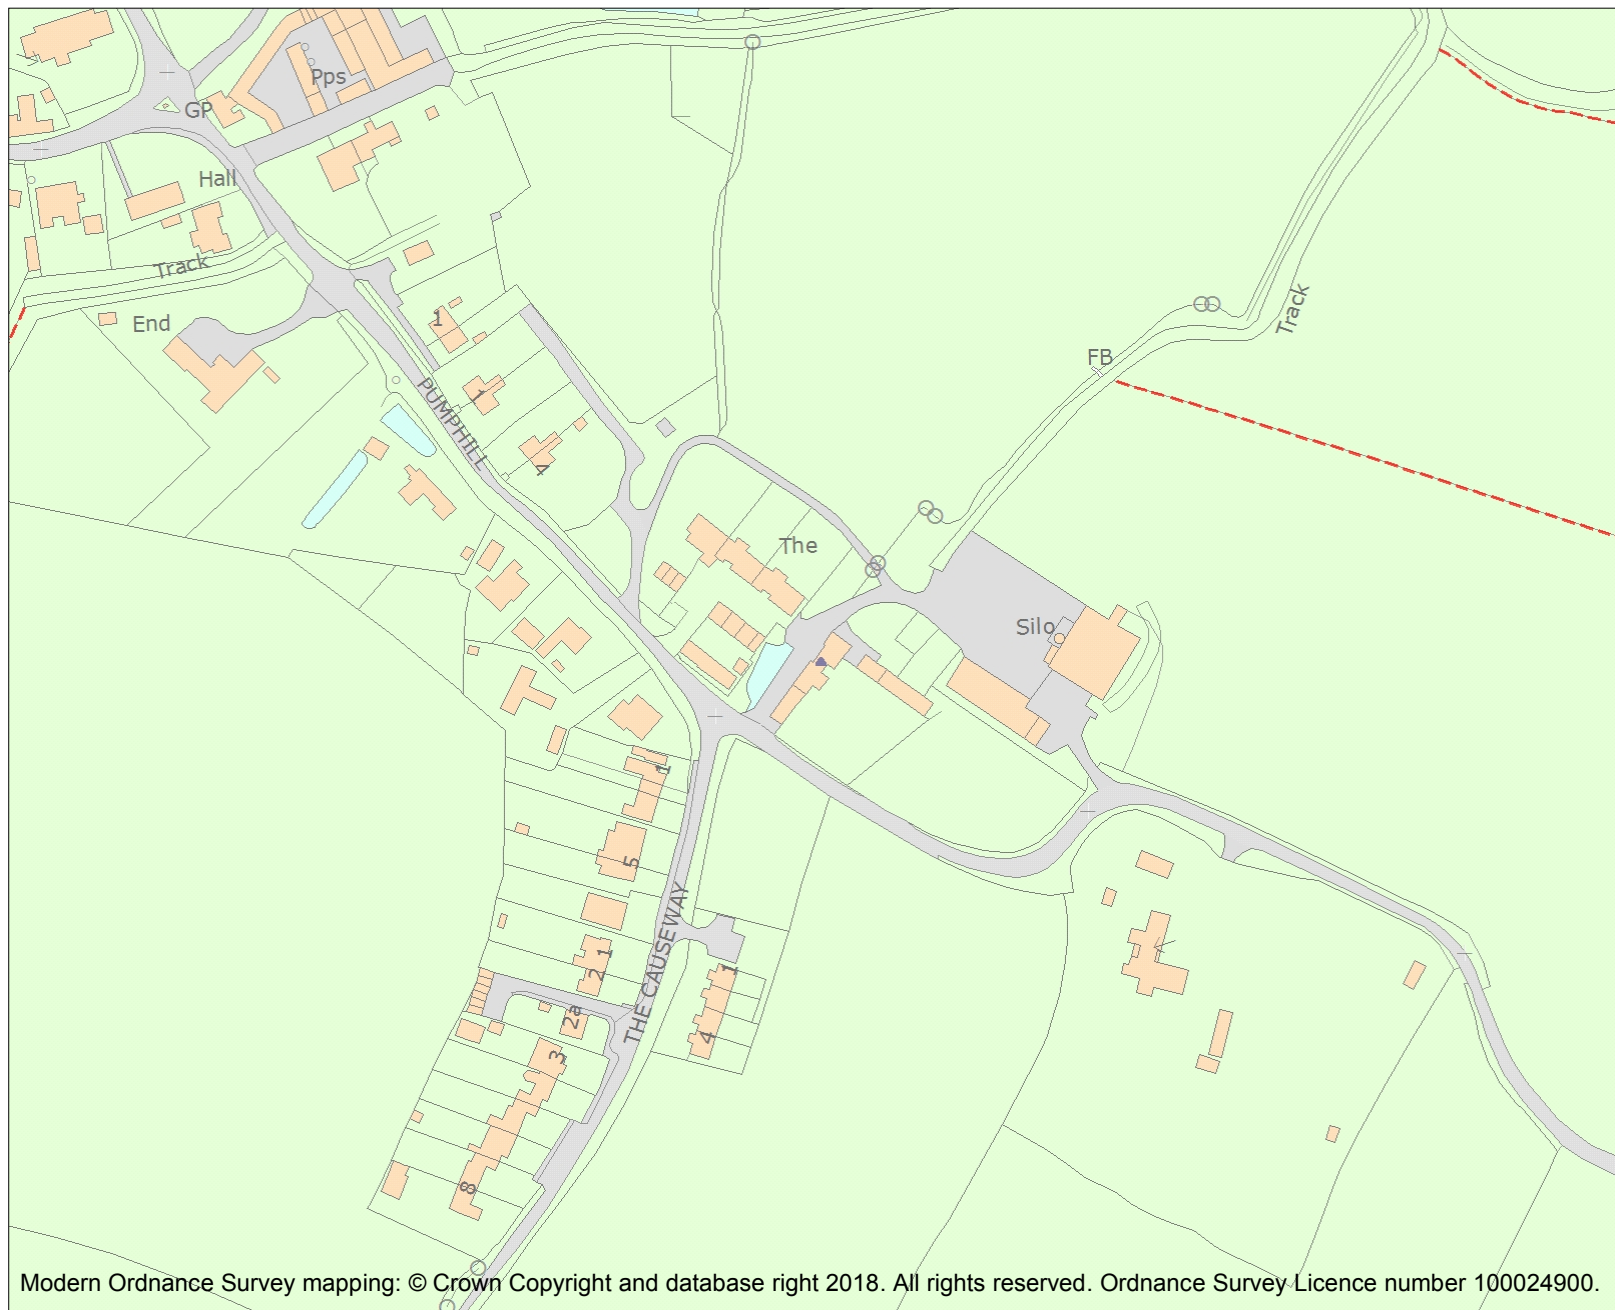 Pps
GP
Hall
Track
End
1
PUMPHILL
1
4
Track
FB
The
Silo
1
5
THE CAUSEWAY
1
2
1
2a
4
3
8
Modern Ordnance Survey mapping: © Crown Copyright and database right 2018. All rights reserved. Ordnance Survey Licence number 100024900.